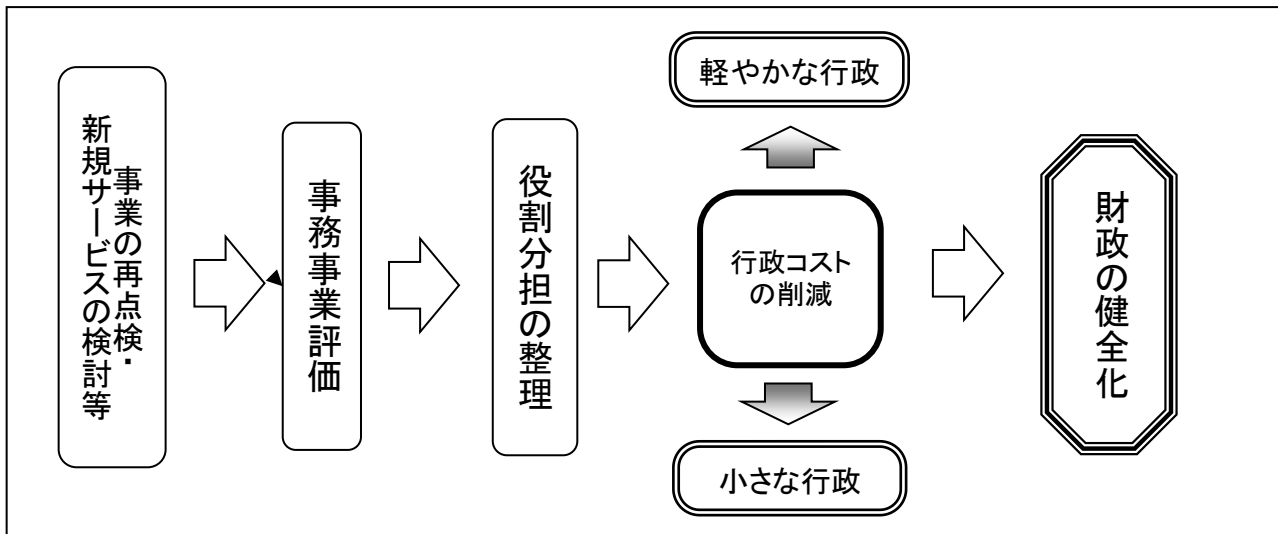 事業の再点検・
新規サービスの検討等
事務事業評価
役割分担の整理
軽やかな行政
行政コスト
の削減
小さな行政
財政の健全化